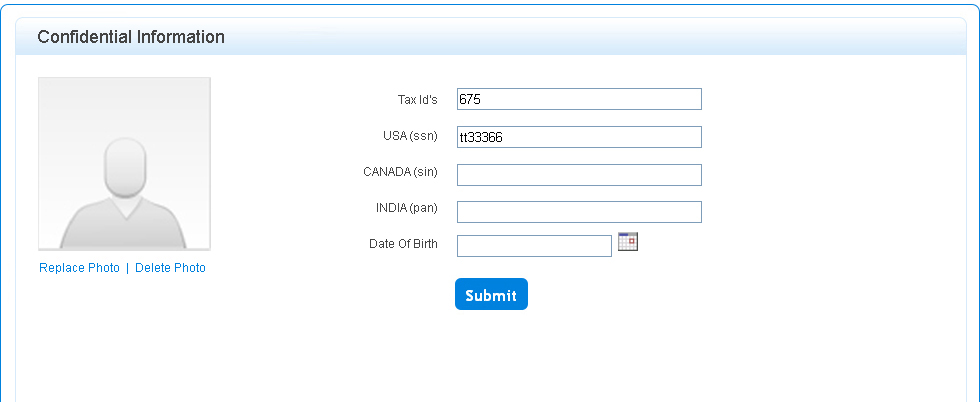 Confidential Information
Tax Id's 675
USA (ssn) tt33366
CANADA (sin)
INDIA (pan)
Date Of Birth
Replace Photo | Delete Photo
Submit